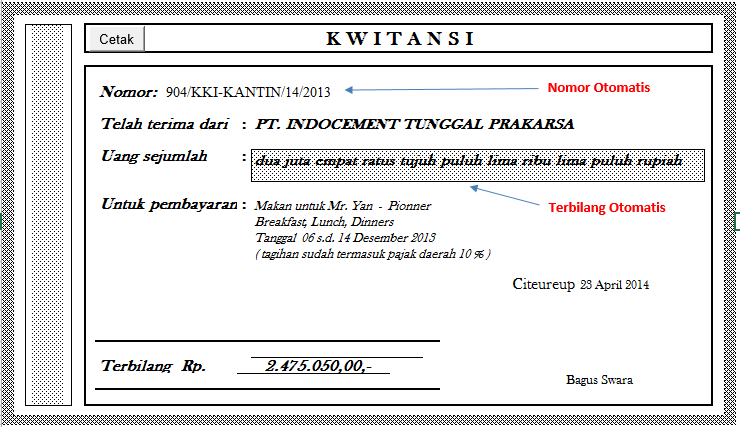 Cetak
K W I T A N S I
Nomor: 904/KKI-KANTIN/14/2013
Nomor Otomatis
Telah terima dari : PT. INDOCEMENT TUNGGAL PRAKARSA
Uang sejumlah : dua juta empat ratus tujuh puluh lima ribu lima puluh rupiah
Terbilang Otomatis
Untuk pembayaran : Makan untuk Mr. Yan - Pionner
Breakfast, Lunch, Dinners
Tanggal 06 s.d. 14 Desember 2013
( tagihan sudah termasuk pajak daerah 10 % )
Citeureup 23 April 2014
Terbilang Rp. 2.475.050,00,-
Bagus Swara